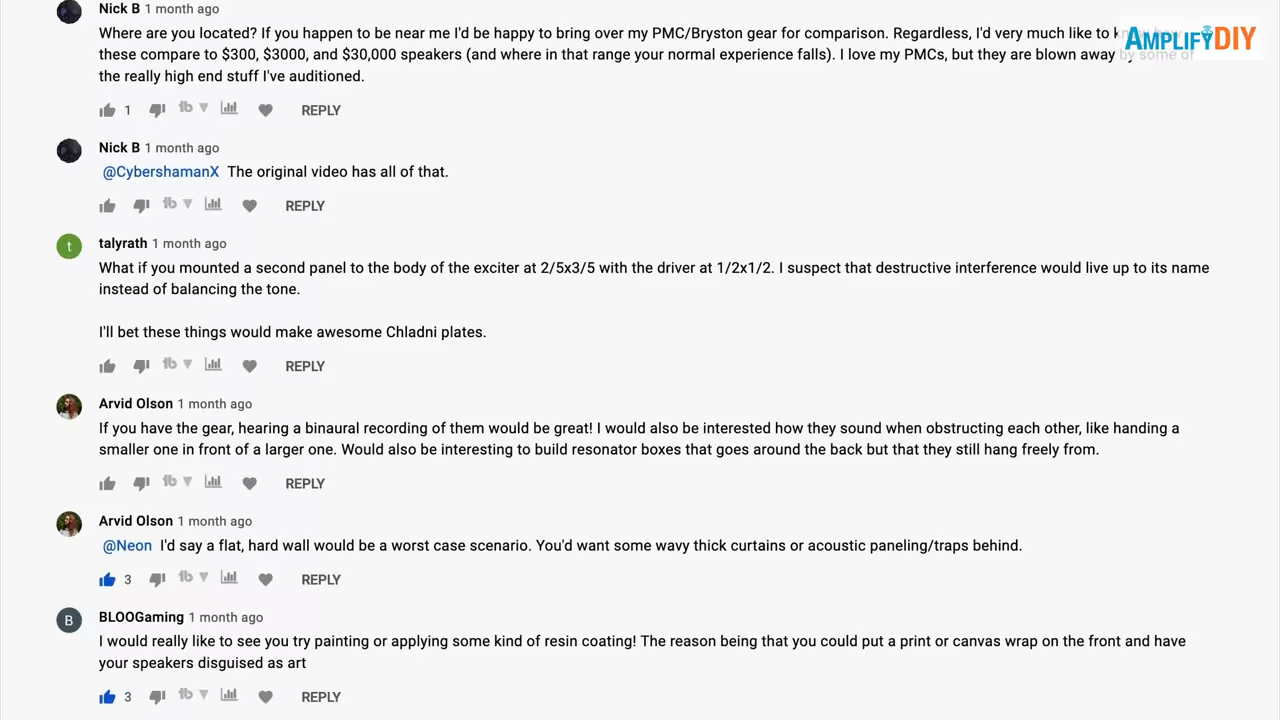 Nick B 1 month ago
Where are you located? If you happen to be near me I'd be happy to bring over my PMC/Bryston gear for comparison. Regardless, I'd very much like to
AMPLIFYDIY
these compare to $300, $3000, and $30,000 speakers (and where in that range your normal experience falls). I love my PMCs, but they are blown away by some of
the really high end stuff I've auditioned.
1 REPLY
Nick B 1 month ago
@CybershamanX The original video has all of that.
REPLY
t
talyrath 1 month ago
What if you mounted a second panel to the body of the exciter at 2/5x3/5 with the driver at 1/2x1/2. I suspect that destructive interference would live up to its name
instead of balancing the tone.
I'll bet these things would make awesome Chladni plates.
REPLY
Arvid Olson 1 month ago
If you have the gear, hearing a binaural recording of them would be great! I would also be interested how they sound when obstructing each other, like handing a
smaller one in front of a larger one. Would also be interesting to build resonator boxes that goes around the back but that they still hang freely from.
REPLY
Arvid Olson 1 month ago
@Neon I'd say a flat, hard wall would be a worst case scenario. You'd want some wavy thick curtains or acoustic paneling/traps behind.
3 REPLY
B
BLOOGaming 1 month ago
I would really like to see you try painting or applying some kind of resin coating! The reason being that you could put a print or canvas wrap on the front and have
your speakers disguised as art
3 REPLY